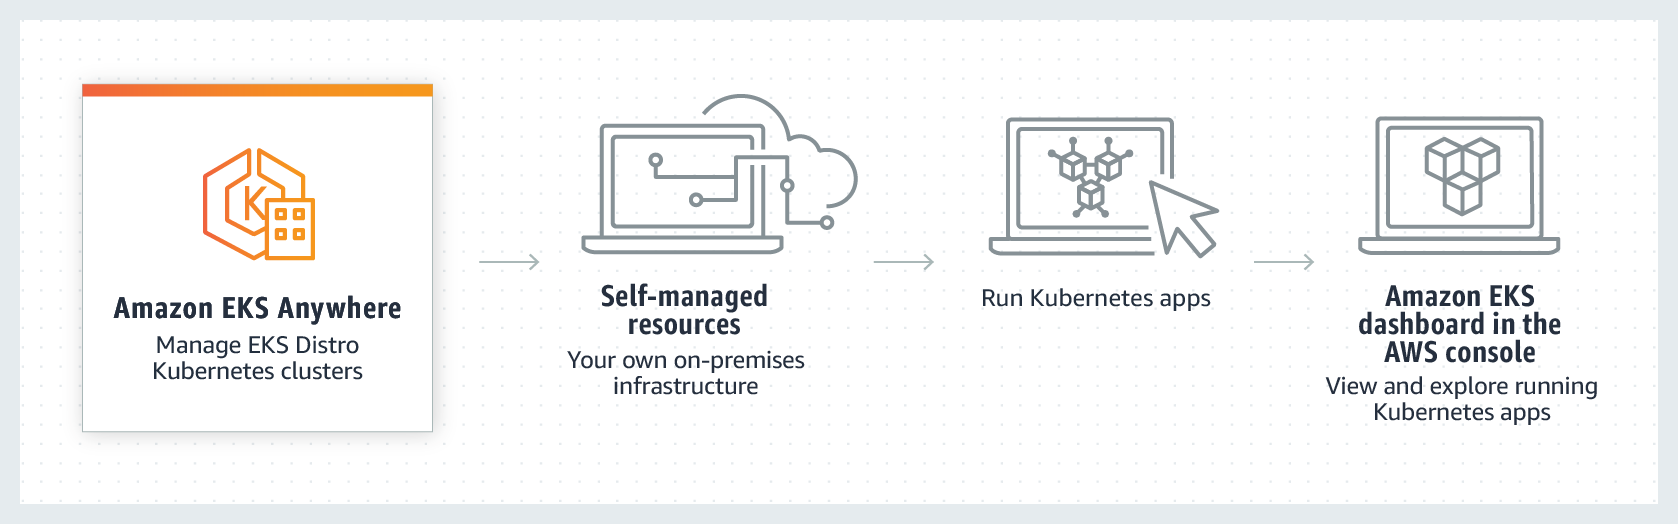 K
Amazon EKS Anywhere
Manage EKS Distro
Kubernetes clusters
Self-managed
resources
Your own on-premises
infrastructure
Run Kubernetes apps
Amazon EKS
dashboard in the
AWS console
View and explore running
Kubernetes apps